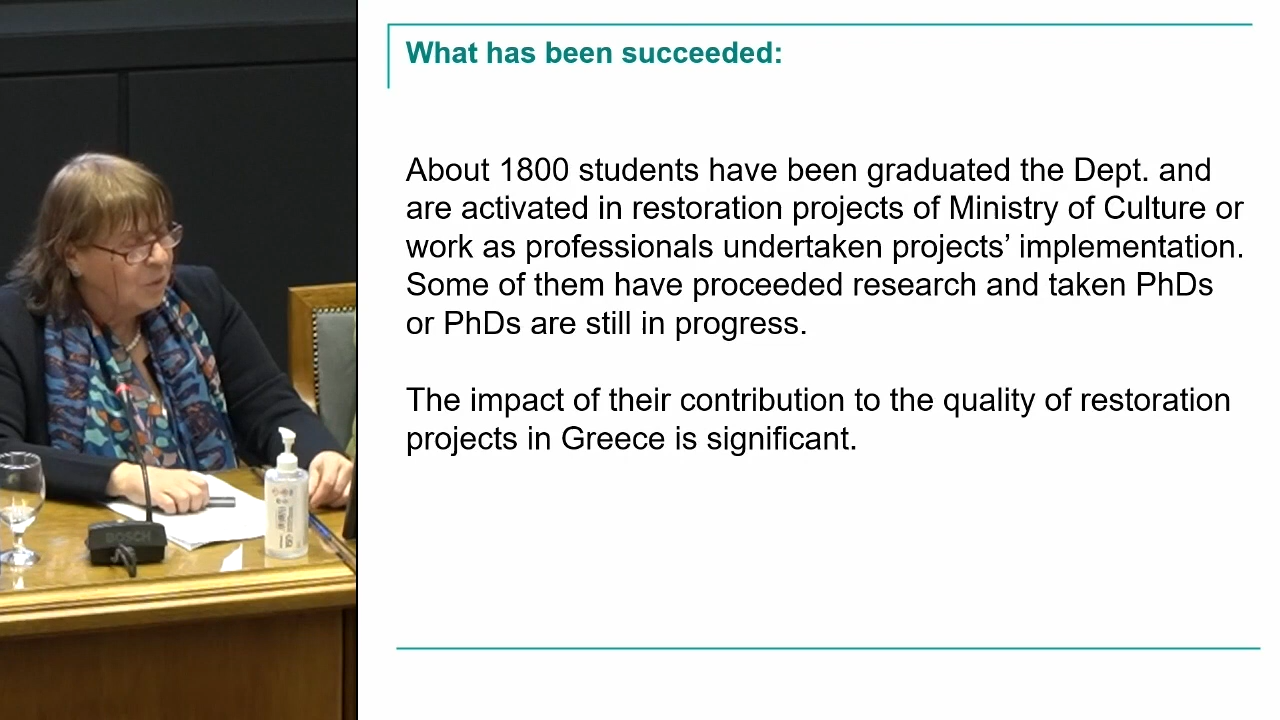 What has been succeeded:
About 1800 students have been graduated the Dept. and
are activated in restoration projects of Ministry of Culture or
work as professionals undertaken projects’ implementation.
Some of them have proceeded research and taken PhDs
or PhDs are still in progress.
The impact of their contribution to the quality of restoration
projects in Greece is significant.
BOSCH